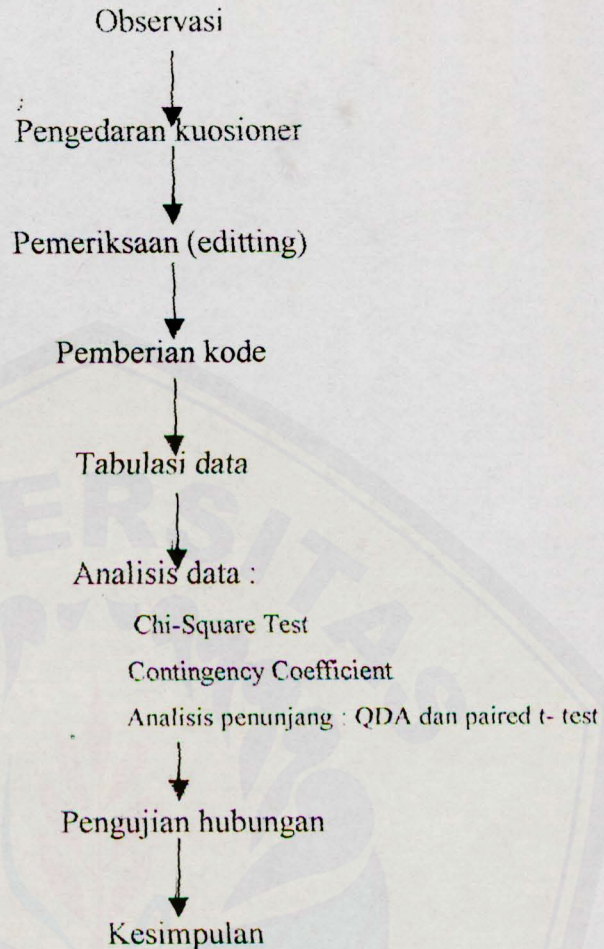 Observasi
Pengedaran kuosioner
Pemeriksaan (editting)
Pemberian kode
Tabulasi data
Analisis data :
Chi-Square Test
Contingency Coefficient
Analisis penunjang : QDA dan paired t- test
Pengujian hubungan
Kesimpulan
ERSITAS